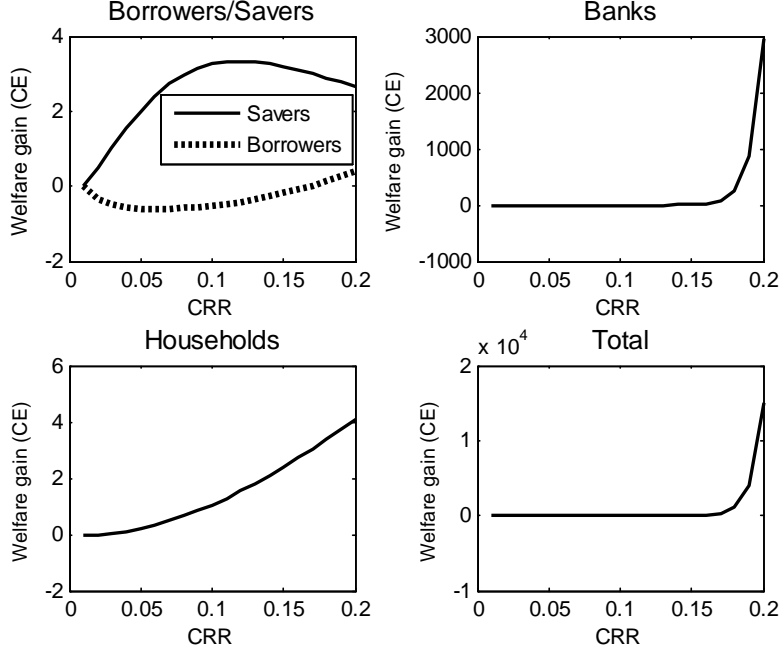 Borrowers/Savers
Welfare gain (CE)
4
2
0
-2
Savers
Borrowers
0 0.05 0.1 0.15 0.2
CRR
Banks
Welfare gain (CE)
3000
2000
1000
0
-1000
0 0.05 0.1 0.15 0.2
CRR
Households
Welfare gain (CE)
6
4
2
0
-2
0 0.05 0.1 0.15 0.2
CRR
Total
x 10^4
Welfare gain (CE)
2
1
0
-1
0 0.05 0.1 0.15 0.2
CRR